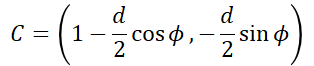 C = (1 − d/2 cos ϕ , − d/2 sin ϕ)